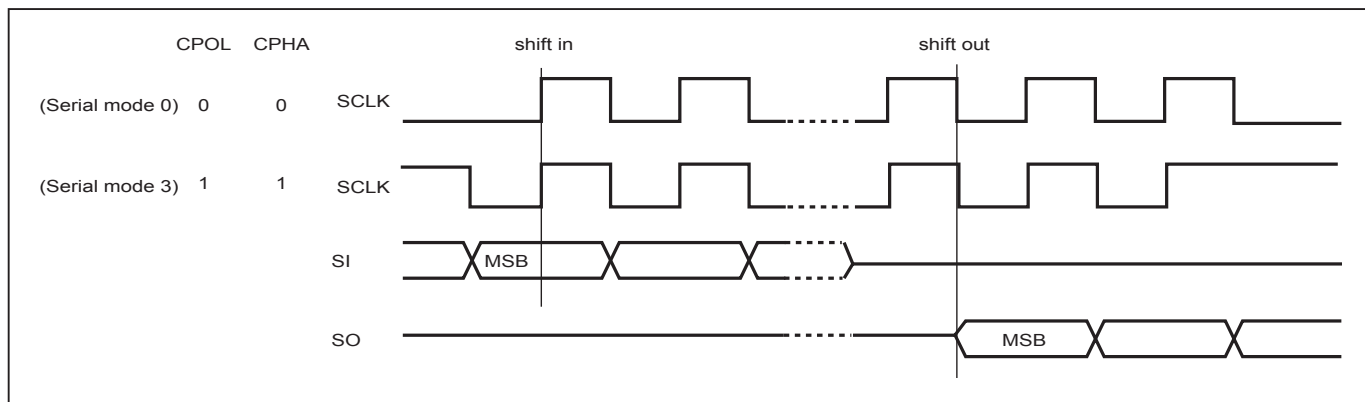 CPOL CPHA shift in shift out
(Serial mode 0) 0 0 SCLK
(Serial mode 3) 1 1 SCLK
SI MSB
SO MSB